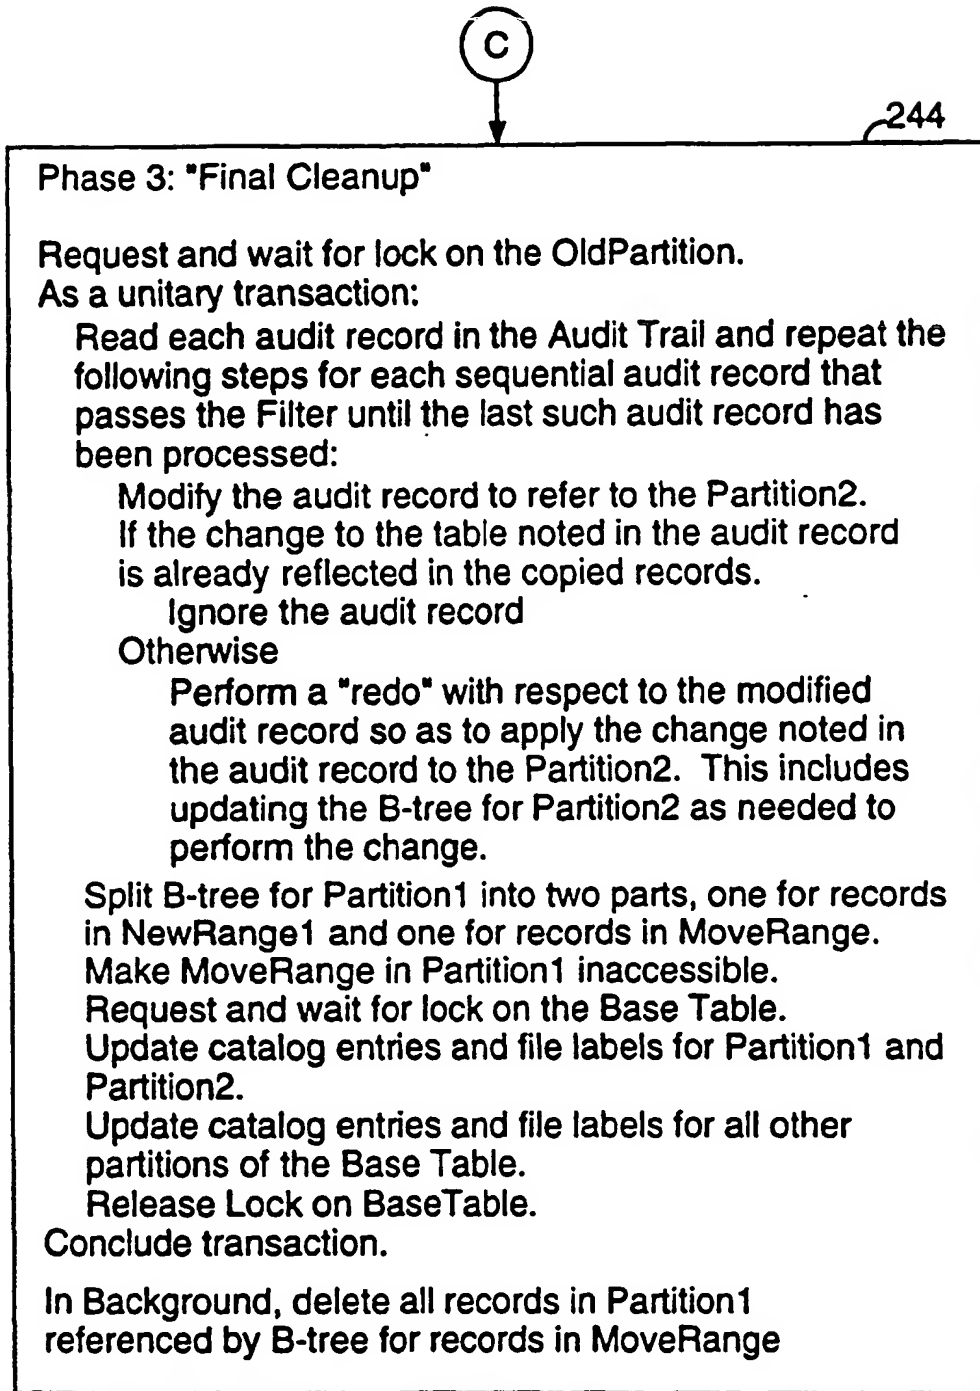 C
244
Phase 3: "Final Cleanup"
Request and wait for lock on the OldPartition.
As a unitary transaction:
Read each audit record in the Audit Trail and repeat the
following steps for each sequential audit record that
passes the Filter until the last such audit record has
been processed:
Modify the audit record to refer to the Partition2.
If the change to the table noted in the audit record
is already reflected in the copied records.
Ignore the audit record
Otherwise
Perform a "redo" with respect to the modified
audit record so as to apply the change noted in
the audit record to the Partition2. This includes
updating the B-tree for Partition2 as needed to
perform the change.
Split B-tree for Partition1 into two parts, one for records
in NewRange1 and one for records in MoveRange.
Make MoveRange in Partition1 inaccessible.
Request and wait for lock on the Base Table.
Update catalog entries and file labels for Partition1 and
Partition2.
Update catalog entries and file labels for all other
partitions of the Base Table.
Release Lock on BaseTable.
Conclude transaction.
In Background, delete all records in Partition1
referenced by B-tree for records in MoveRange